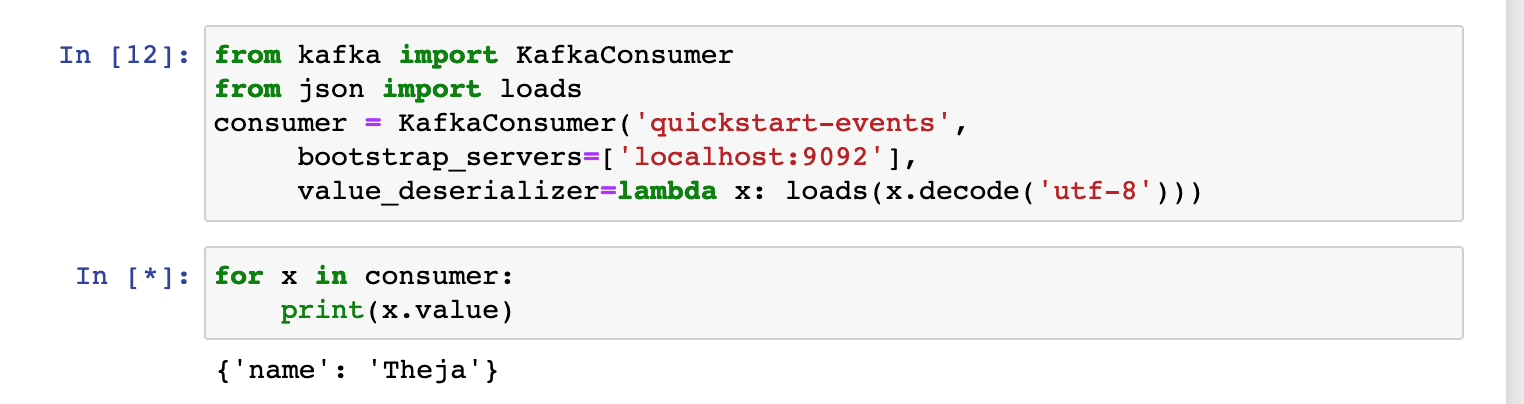 In [12]: from kafka import KafkaConsumer
from json import loads
consumer = KafkaConsumer('quickstart-events',
     bootstrap_servers=['localhost:9092'],
     value_deserializer=lambda x: loads(x.decode('utf-8')))
In [*]: for x in consumer:
    print(x.value)
{'name': 'Theja'}